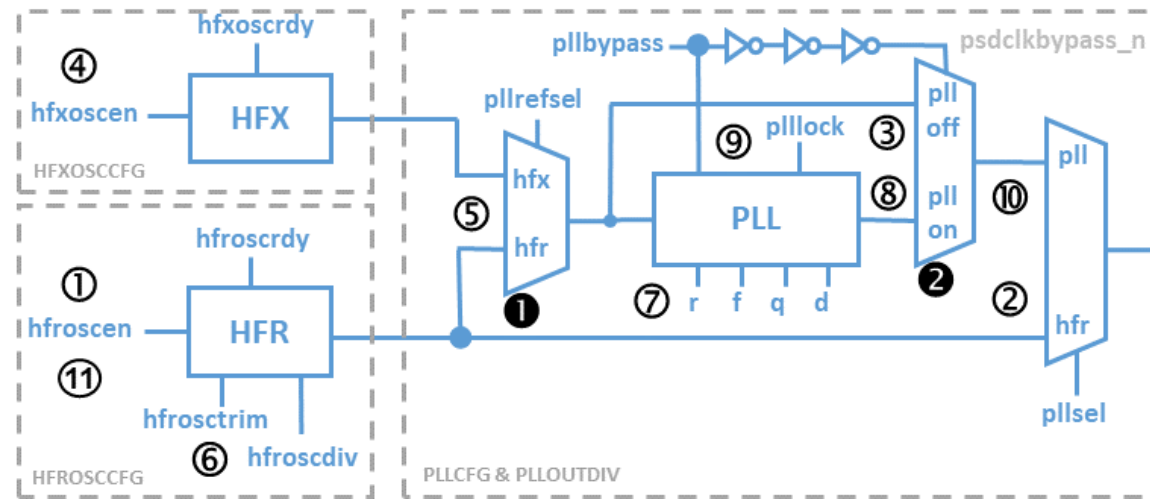 hfxoscrdy
④
hfxoscen
HFX
HFXOSCCFG
hfroscrdy
①
hfroscen
HFR
⑪
hfrosctrim
⑥
hfroscdiv
HFROSCCFG
pllbypass
psdclkbypass_n
pllrefsel
⑨
plllock
③
pll
off
hfx
⑤
hfr
❶
PLL
⑧
pll
on
❷
⑦
r f q d
pll
⑩
②
hfr
pllsel
PLLCFG & PLLOUTDIV